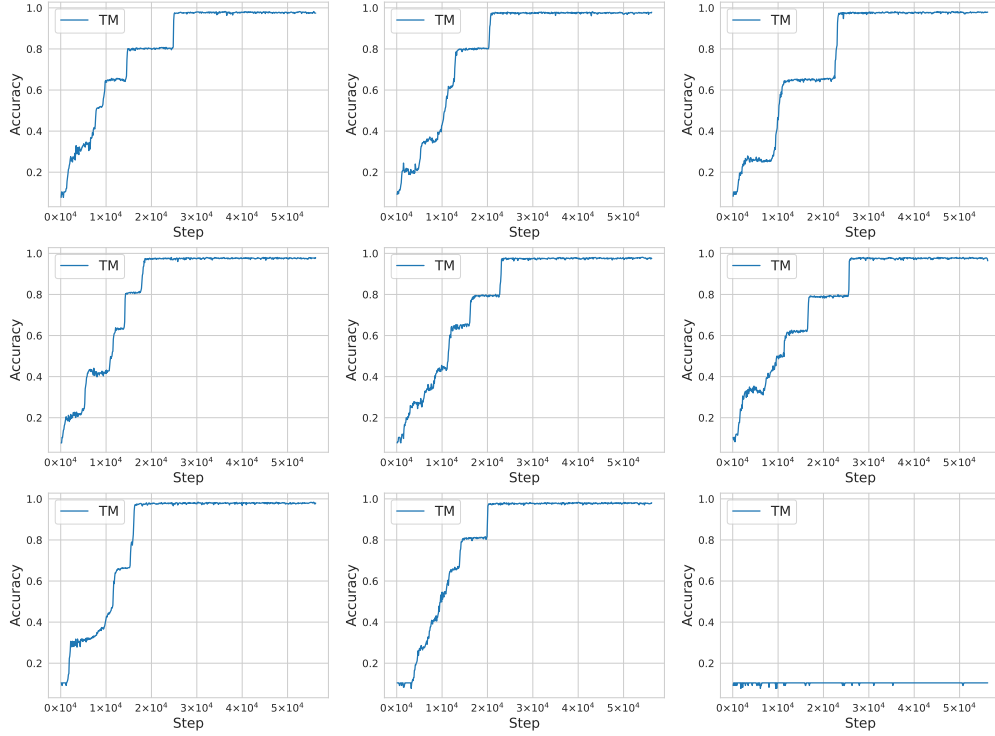 1.0 TM 1.0 TM 1.0 TM
0.8 0.8 0.8
Accuracy Accuracy Accuracy
0.6 0.6 0.6
0.4 0.4 0.4
0.2 0.2 0.2
0×10⁴ 1×10⁴ 2×10⁴ 3×10⁴ 4×10⁴ 5×10⁴ 0×10⁴ 1×10⁴ 2×10⁴ 3×10⁴ 4×10⁴ 5×10⁴ 0×10⁴ 1×10⁴ 2×10⁴ 3×10⁴ 4×10⁴ 5×10⁴
Step Step Step
1.0 TM 1.0 TM 1.0 TM
0.8 0.8 0.8
Accuracy Accuracy Accuracy
0.6 0.6 0.6
0.4 0.4 0.4
0.2 0.2 0.2
0×10⁴ 1×10⁴ 2×10⁴ 3×10⁴ 4×10⁴ 5×10⁴ 0×10⁴ 1×10⁴ 2×10⁴ 3×10⁴ 4×10⁴ 5×10⁴ 0×10⁴ 1×10⁴ 2×10⁴ 3×10⁴ 4×10⁴ 5×10⁴
Step Step Step
1.0 TM 1.0 TM 1.0 TM
0.8 0.8 0.8
Accuracy Accuracy Accuracy
0.6 0.6 0.6
0.4 0.4 0.4
0.2 0.2 0.2
0×10⁴ 1×10⁴ 2×10⁴ 3×10⁴ 4×10⁴ 5×10⁴ 0×10⁴ 1×10⁴ 2×10⁴ 3×10⁴ 4×10⁴ 5×10⁴ 0×10⁴ 1×10⁴ 2×10⁴ 3×10⁴ 4×10⁴ 5×10⁴
Step Step Step